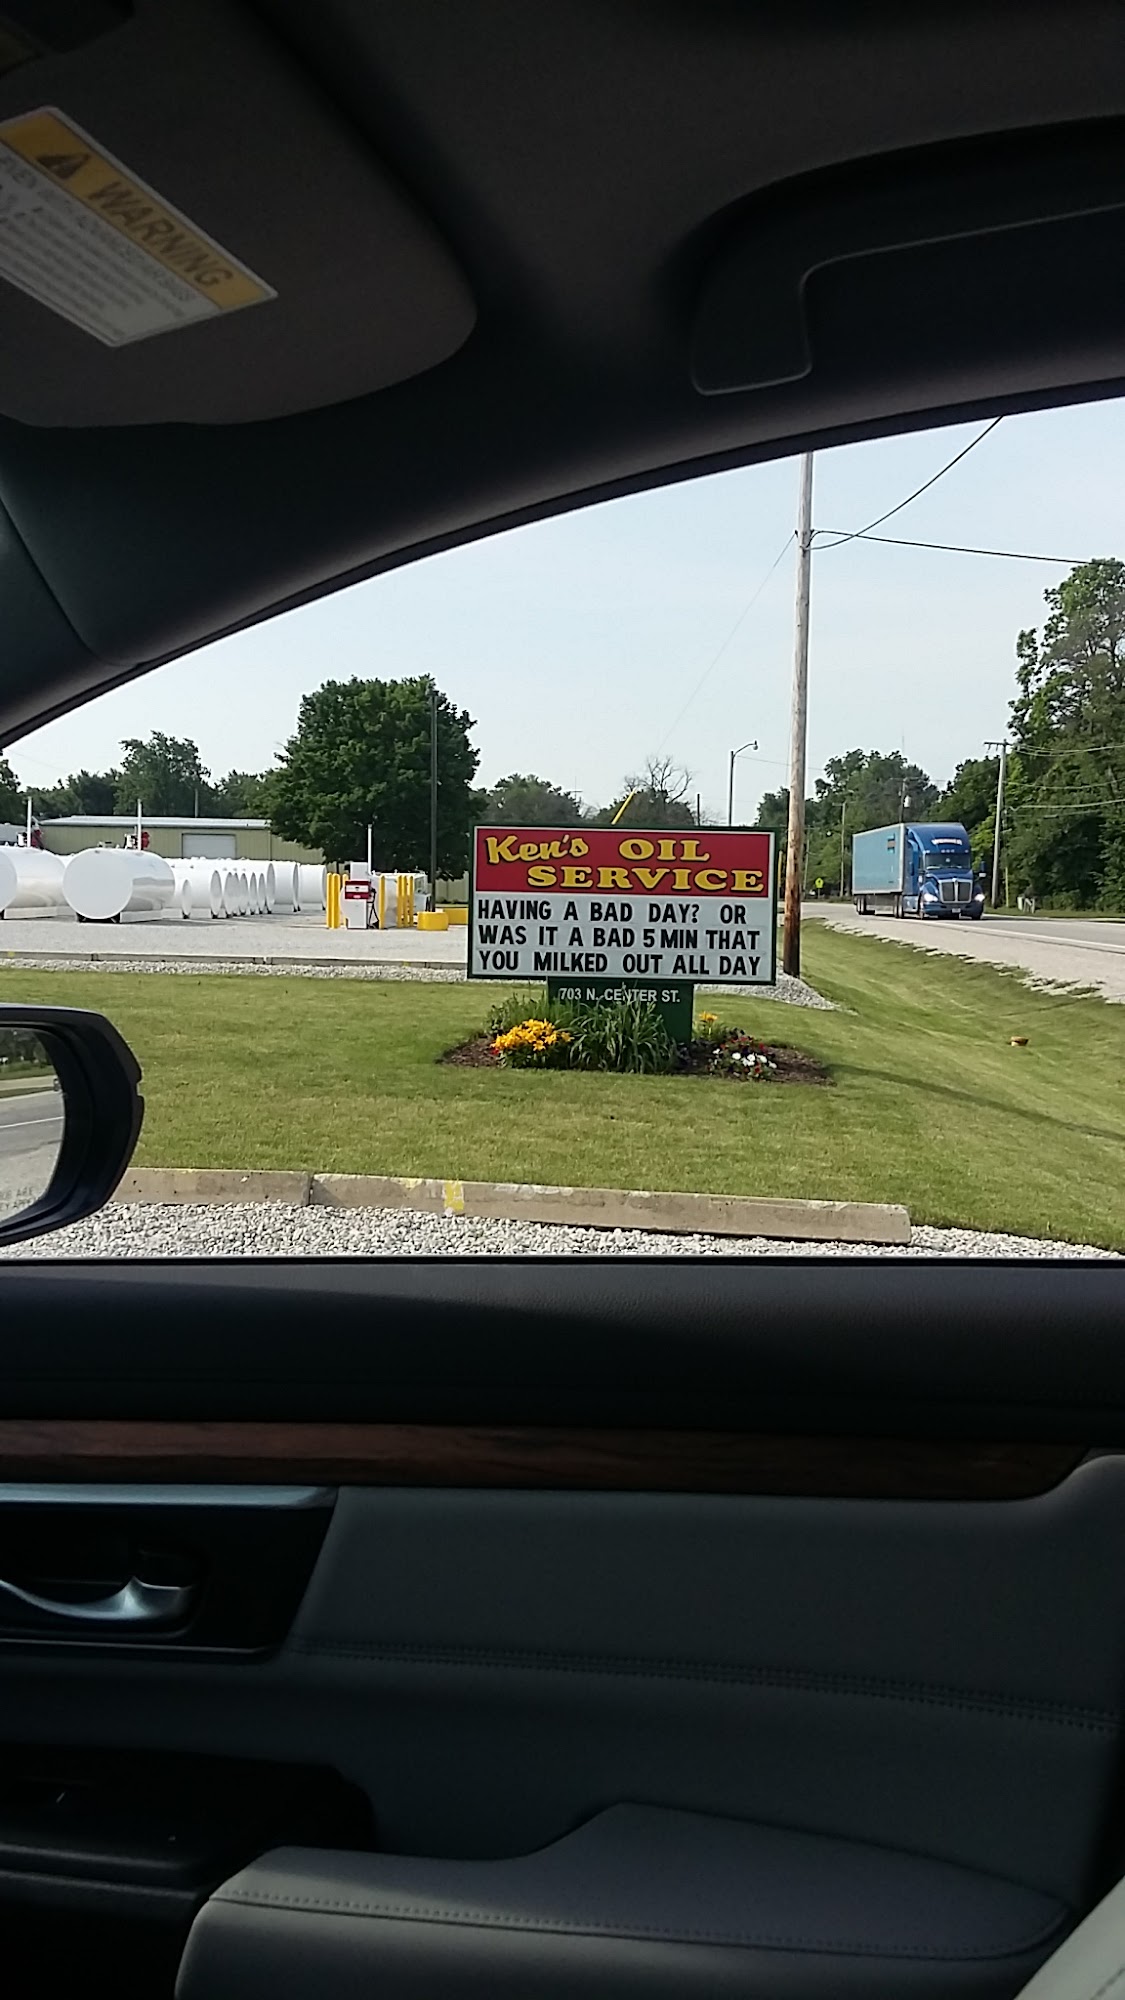 WARNING
Ken's OIL
SERVICE
HAVING A BAD DAY? OR
WAS IT A BAD 5 MIN THAT
YOU MILKED OUT ALL DAY
703 N. CENTER ST.